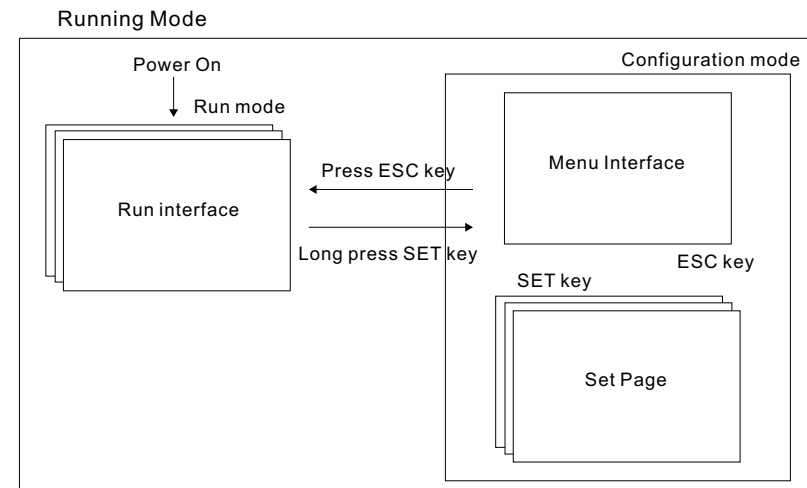 Running Mode
Power On
Configuration mode
Run mode
Menu Interface
Press ESC key
Run interface
Long press SET key
ESC key
SET key
Set Page